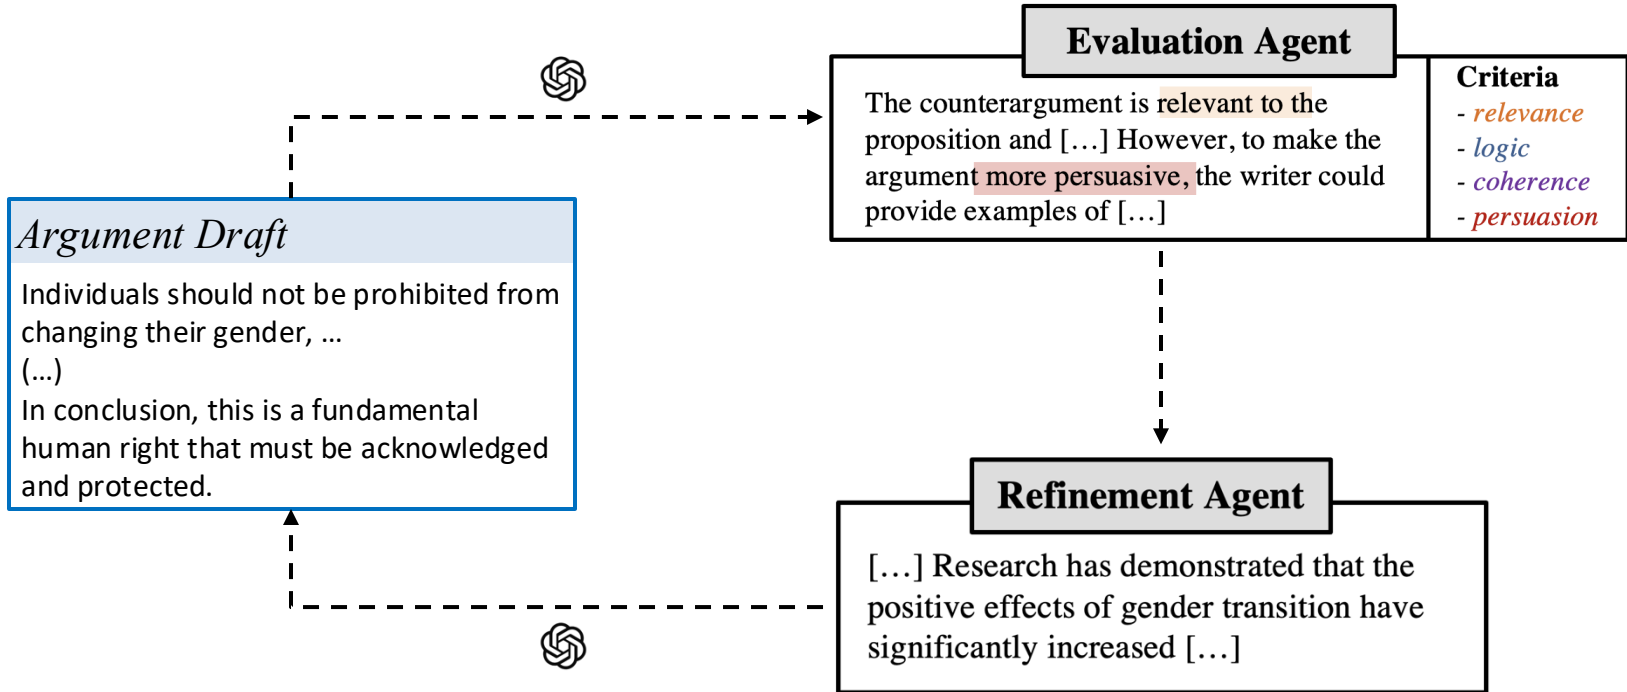 Evaluation Agent
The counterargument is relevant to the
proposition and […] However, to make the
argument more persuasive, the writer could
provide examples of […]
Criteria
- relevance
- logic
- coherence
- persuasion
Argument Draft
Individuals should not be prohibited from
changing their gender, …
(…)
In conclusion, this is a fundamental
human right that must be acknowledged
and protected.
Refinement Agent
[…] Research has demonstrated that the
positive effects of gender transition have
significantly increased […]